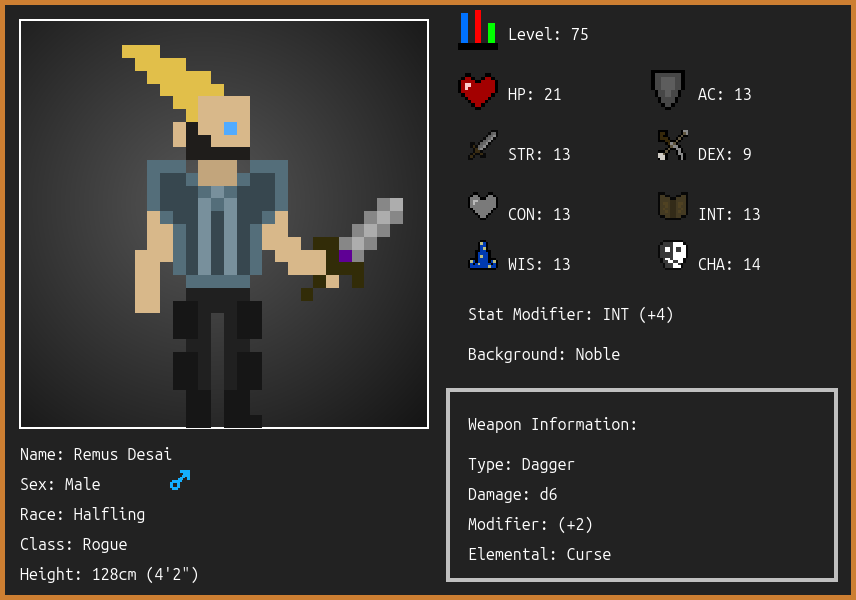 Level: 75
HP: 21
AC: 13
STR: 13
DEX: 9
CON: 13
INT: 13
WIS: 13
CHA: 14
Stat Modifier: INT (+4)
Background: Noble
Weapon Information:
Type: Dagger
Damage: d6
Modifier: (+2)
Elemental: Curse
Name: Remus Desai
Sex: Male
Race: Halfling
Class: Rogue
Height: 128cm (4'2")